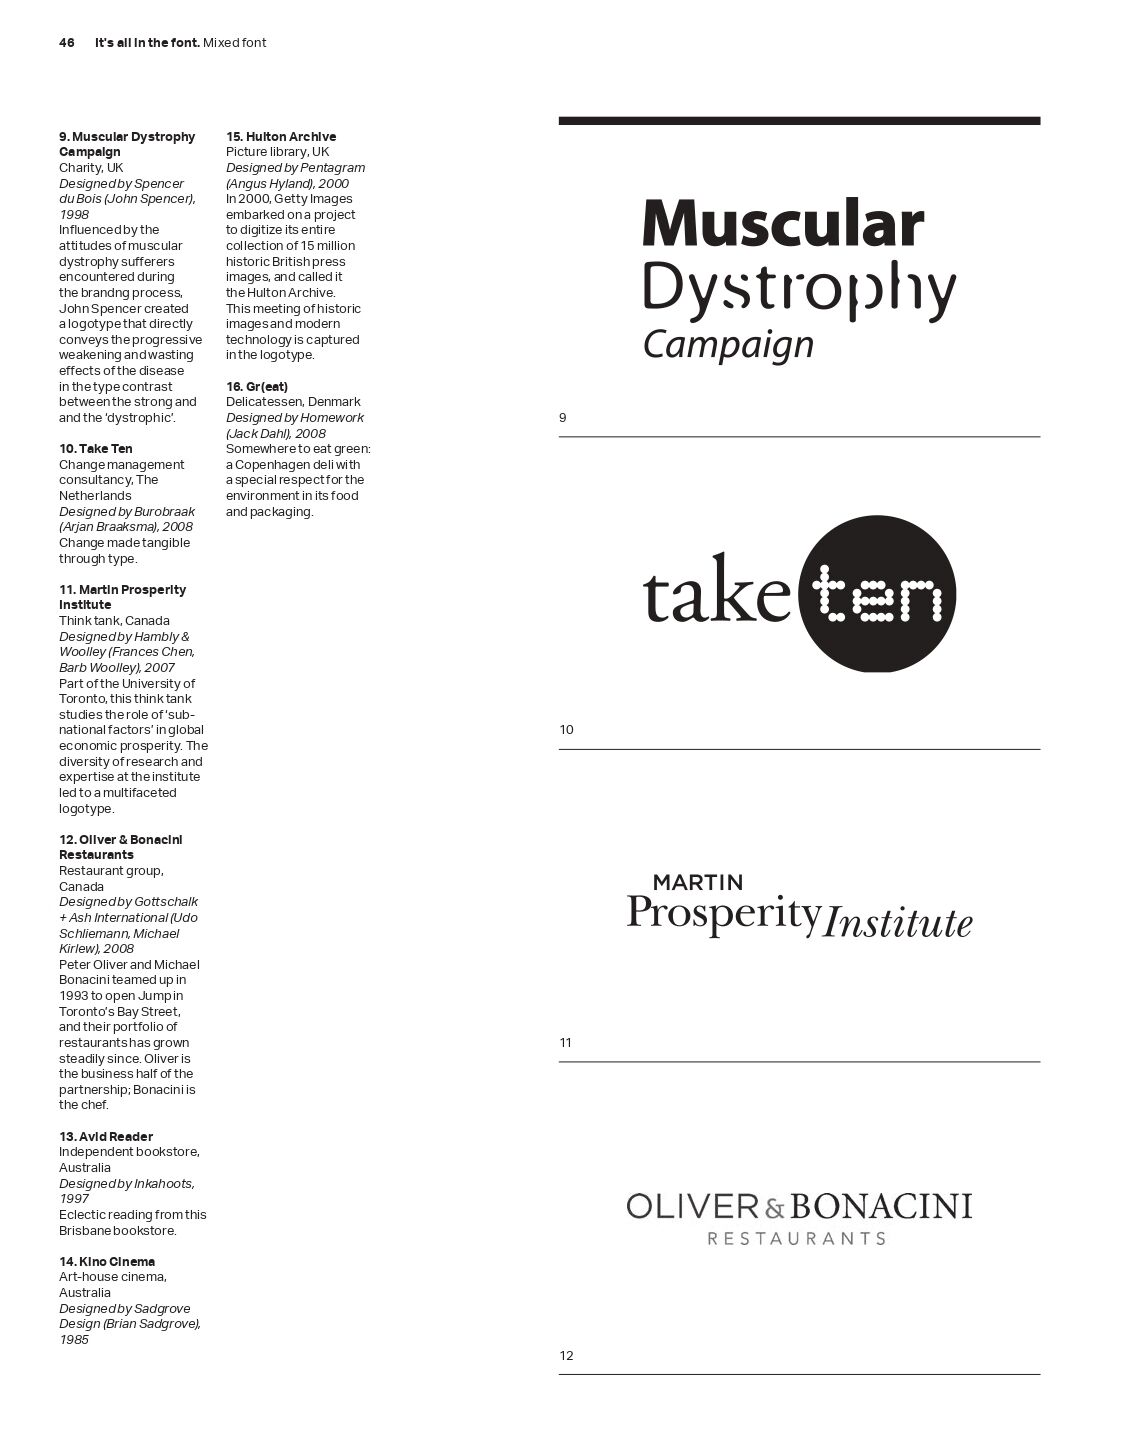 46 It's all in the font. Mixed font
9. Muscular Dystrophy
Campaign
Charity, UK
Designed by Spencer
du Bois (John Spencer),
1998
Influenced by the
attitudes of muscular
dystrophy sufferers
encountered during
the brandng process,
John Spencer created
a logotype that directly
conveys the progressive
weakening and wasting
effects of the disease
in the type contrast
between the strong and
and the ‘dystrophic’.
10. Take Ten
Change management
consultancy, The
Netherlands
Designed by Burobraak
(Arjan Braaksma), 2008
Change made tangible
through type.
11. Martin Prosperity
Institute
Think tank, Canada
Designed by Hambly &
Woolley (Frances Chen,
Barb Woolley), 2007
Part of the University of
Toronto, this think tank
studies the role of ‘sub-
national factors’ in global
economic prosperity. The
diversity of research and
expertise at the institute
led to a multifaceted
logotype.
12. Oliver & Bonacini
Restaurants
Restaurant group,
Canada
Designed by Gottschalk
+ Ash International (Udo
Schliemann, Michael
Kirlew), 2008
Peter Oliver and Michael
Bonacini teamed up in
1993 to open Jump in
Toronto’s Bay Street,
and their portfolio of
restaurants has grown
steadily since. Oliver is
the business half of the
partnership; Bonacini is
the chef.
13. Avid Reader
Independent bookstore,
Australia
Designed by Inkahoots,
1997
Eclectic reading from this
Brisbane bookstore.
14. Kino Cinema
Art-house cinema,
Australia
Designed by Sadgrove
Design (Brian Sadgrove),
1985
15. Hulton Archive
Picture library, UK
Designed by Pentagram
(Angus Hyland), 2000
In 2000, Getty Images
embarked on a project
to digitize its entire
collection of 15 million
historic British press
images, and called it
the Hulton Archive.
This meeting of historic
images and modern
technology is captured
in the logotype.
16. Gr(eat)
Delicatessen, Denmark
Designed by Homework
(Jack Dahl), 2008
Somewhere to eat green:
a Copenhagen deli with
a special respect for the
environment in its food
and packaging.
Muscular
Dystrophy
Campaign
9
take ten
10
MARTIN
Prosperity Institute
11
OLIVER & BONACINI
RESTAURANTS
12